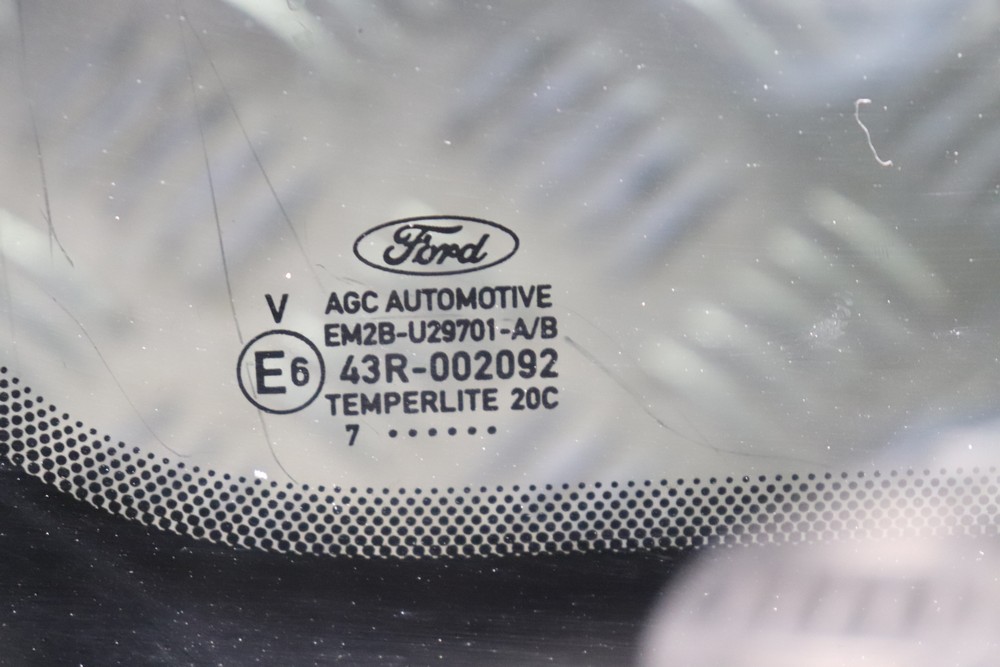 Ford
V
AGC AUTOMOTIVE
EM2B-U29701-A/B
E6
43R-002092
TEMPERLITE 20C
7 ······